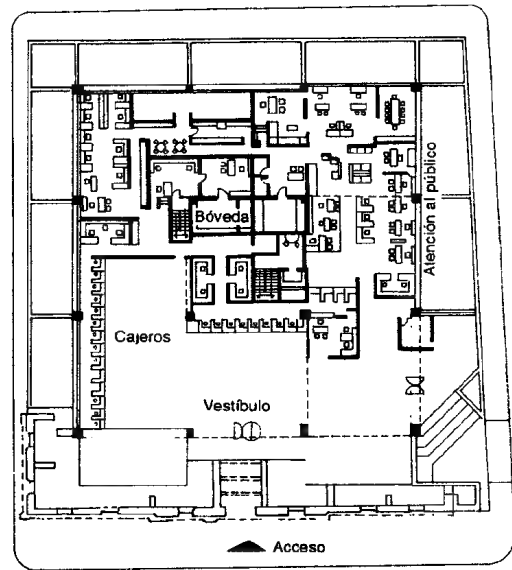 Bóveda
Atención al público
Cajeros
Vestíbulo
Acceso